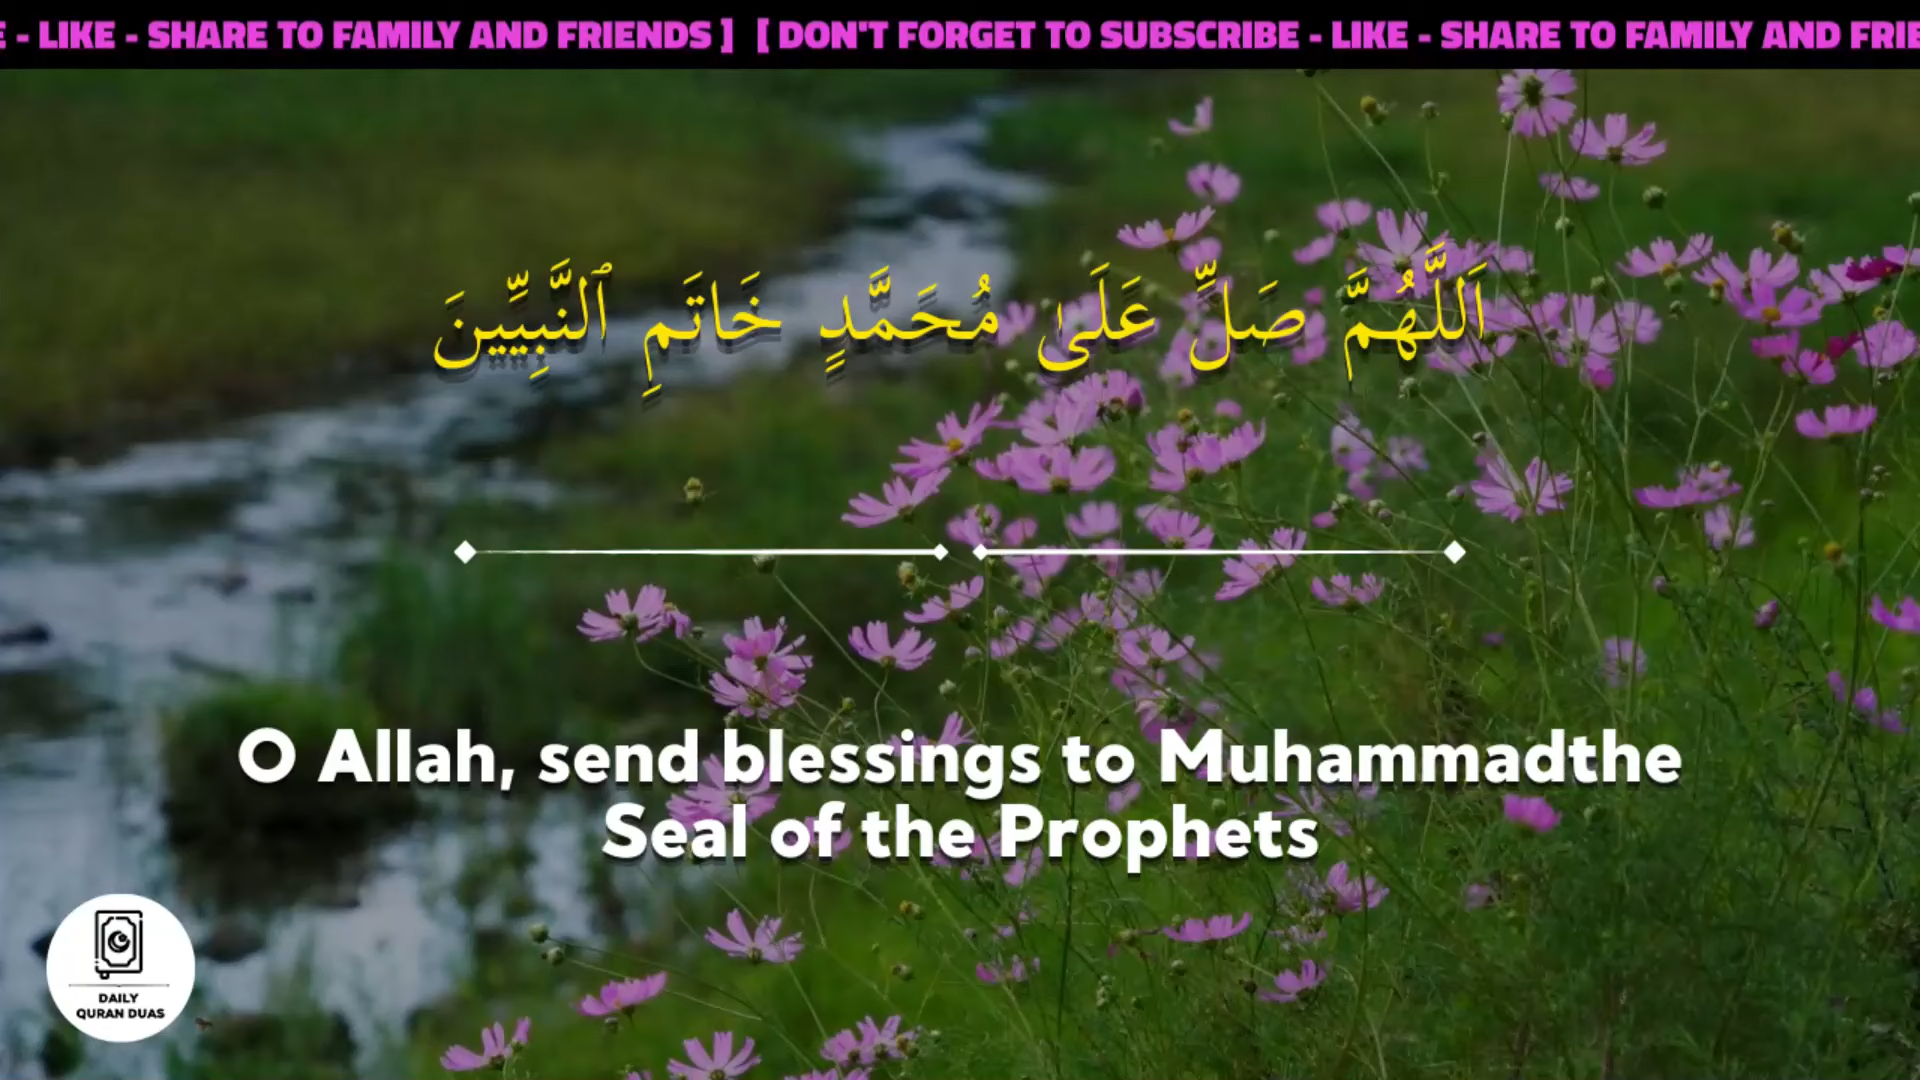 E - LIKE - SHARE TO FAMILY AND FRIENDS ] [ DON'T FORGET TO SUBSCRIBE - LIKE - SHARE TO FAMILY AND FRIE
اَللَّهُمَّ صَلِّ عَلَىٰ مُحَمَّدٍ خَاتَمِ ٱلنَّبِيِّينَ
O Allah, send blessings to Muhammadthe
Seal of the Prophets
DAILY
QURAN DUAS